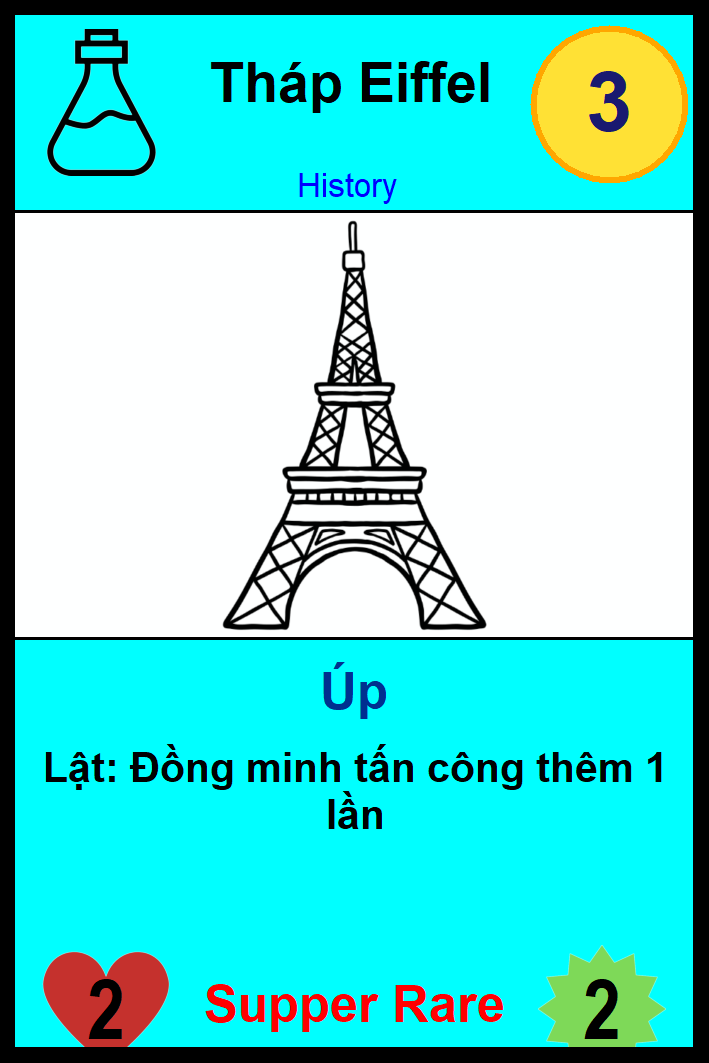 Tháp Eiffel
3
History
Úp
Lật: Đồng minh tấn công thêm 1
lần
2
Supper Rare
2